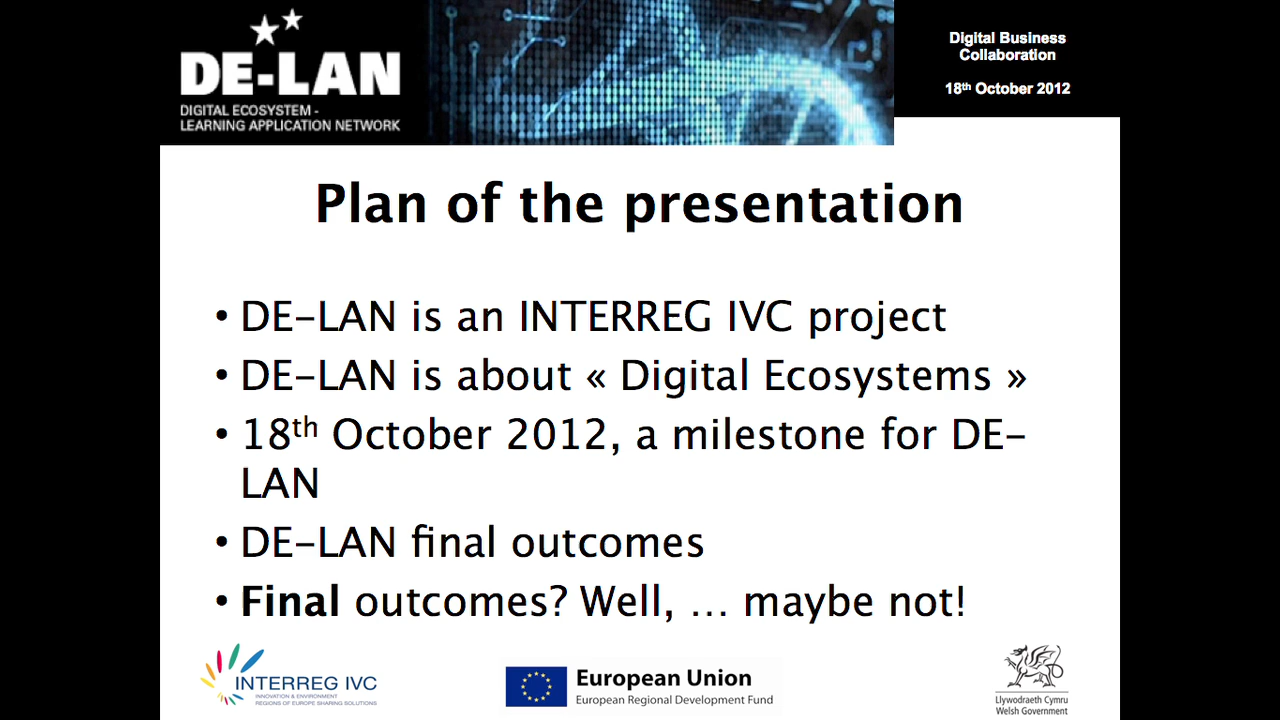 DE-LAN
DIGITAL ECOSYSTEM -
LEARNING APPLICATION NETWORK
Digital Business
Collaboration
18th October 2012
Plan of the presentation
• DE-LAN is an INTERREG IVC project
• DE-LAN is about « Digital Ecosystems »
• 18th October 2012, a milestone for DE-
LAN
• DE-LAN final outcomes
• Final outcomes? Well, … maybe not!
INTERREG IVC
INNOVATION & ENVIRONMENT
REGIONS OF EUROPE SHARING SOLUTIONS
European Union
European Regional Development Fund
Llywodraeth Cymru
Welsh Government